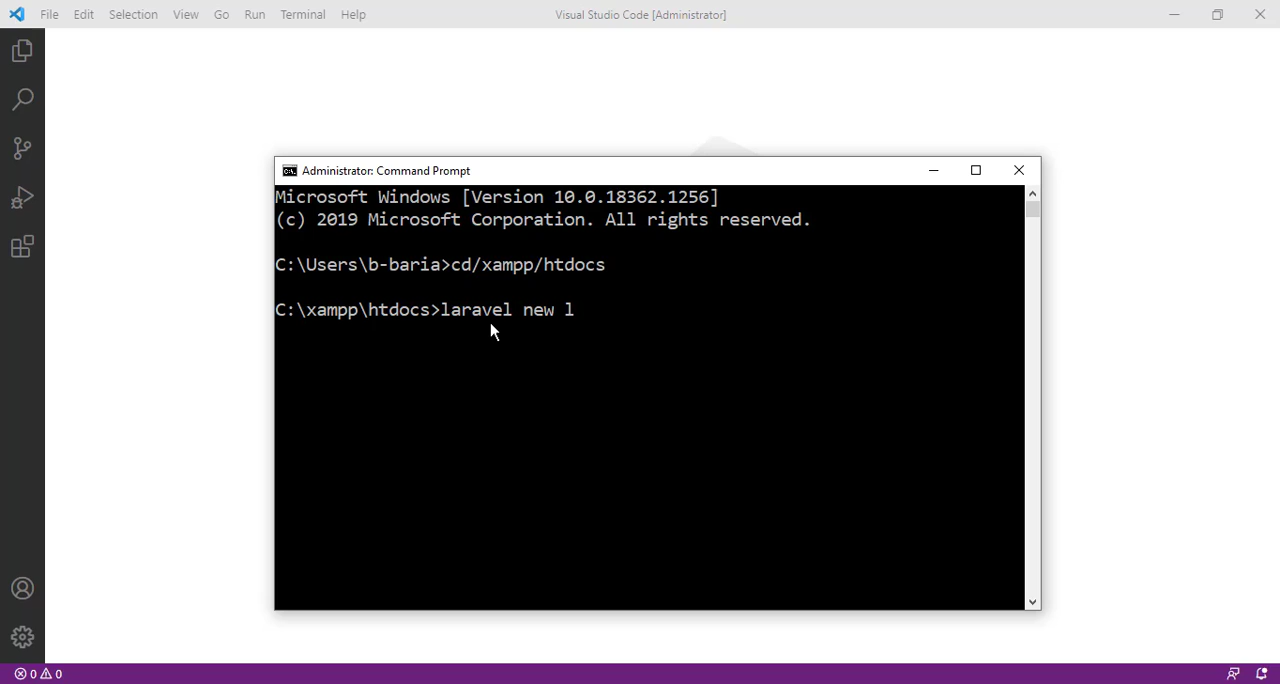 File Edit Selection View Go Run Terminal Help Visual Studio Code [Administrator]
Administrator: Command Prompt
Microsoft Windows [Version 10.0.18362.1256]
(c) 2019 Microsoft Corporation. All rights reserved.
C:\Users\b-baria>cd/xampp/htdocs
C:\xampp\htdocs>laravel new l
0 0